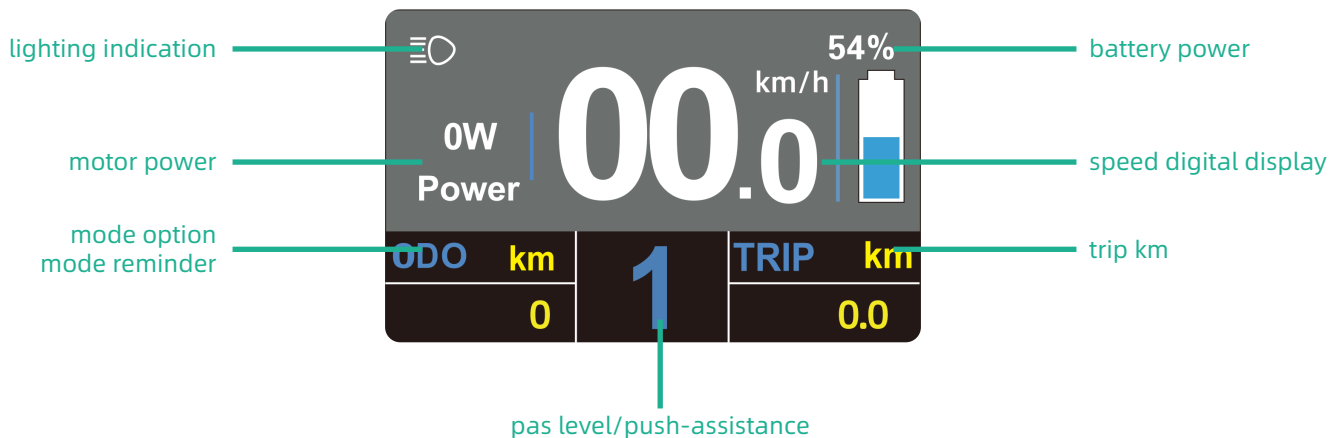 lighting indication
54%
battery power
km/h
00.0
0W
Power
motor power
speed digital display
mode option
mode reminder
ODO km
1
TRIP km
trip km
0
0.0
pas level/push-assistance